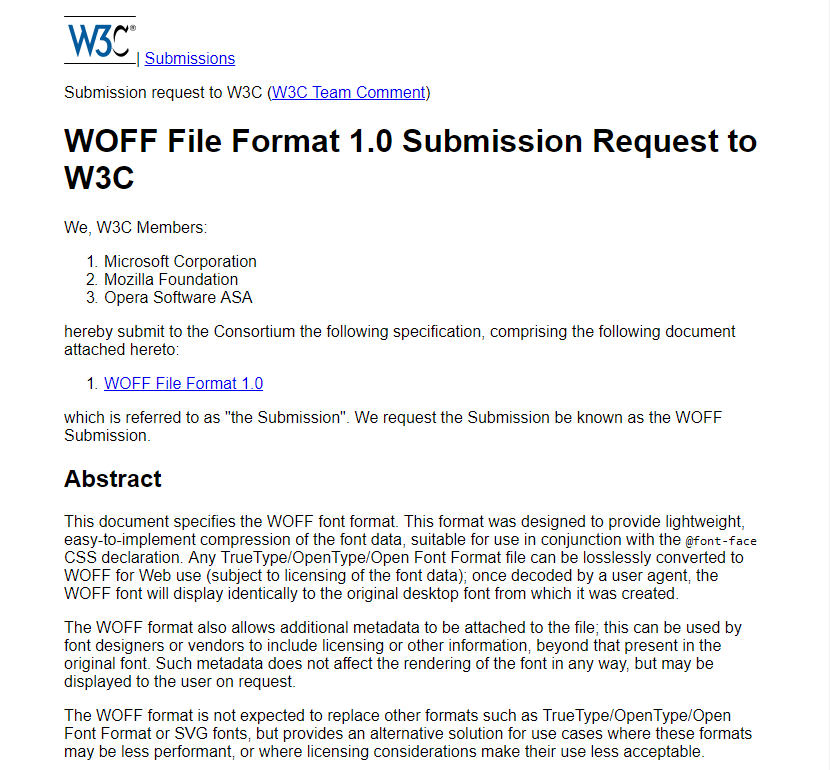 W3C® | Submissions
Submission request to W3C (W3C Team Comment)
WOFF File Format 1.0 Submission Request to
W3C
We, W3C Members:
1. Microsoft Corporation
2. Mozilla Foundation
3. Opera Software ASA
hereby submit to the Consortium the following specification, comprising the following document
attached hereto:
1. WOFF File Format 1.0
which is referred to as "the Submission". We request the Submission be known as the WOFF
Submission.
Abstract
This document specifies the WOFF font format. This format was designed to provide lightweight,
easy-to-implement compression of the font data, suitable for use in conjunction with the @font-face
CSS declaration. Any TrueType/OpenType/Open Font Format file can be losslessly converted to
WOFF for Web use (subject to licensing of the font data); once decoded by a user agent, the
WOFF font will display identically to the original desktop font from which it was created.
The WOFF format also allows additional metadata to be attached to the file; this can be used by
font designers or vendors to include licensing or other information, beyond that present in the
original font. Such metadata does not affect the rendering of the font in any way, but may be
displayed to the user on request.
The WOFF format is not expected to replace other formats such as TrueType/OpenType/Open
Font Format or SVG fonts, but provides an alternative solution for use cases where these formats
may be less performant, or where licensing considerations make their use less acceptable.